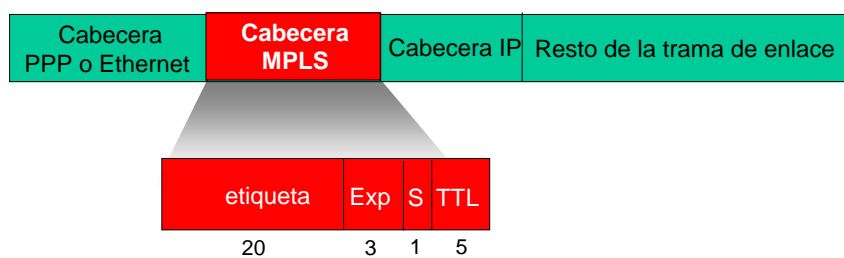 Cabecera
PPP o Ethernet
Cabecera
MPLS
Cabecera IP
Resto de la trama de enlace
etiqueta Exp S TTL
20 3 1 5